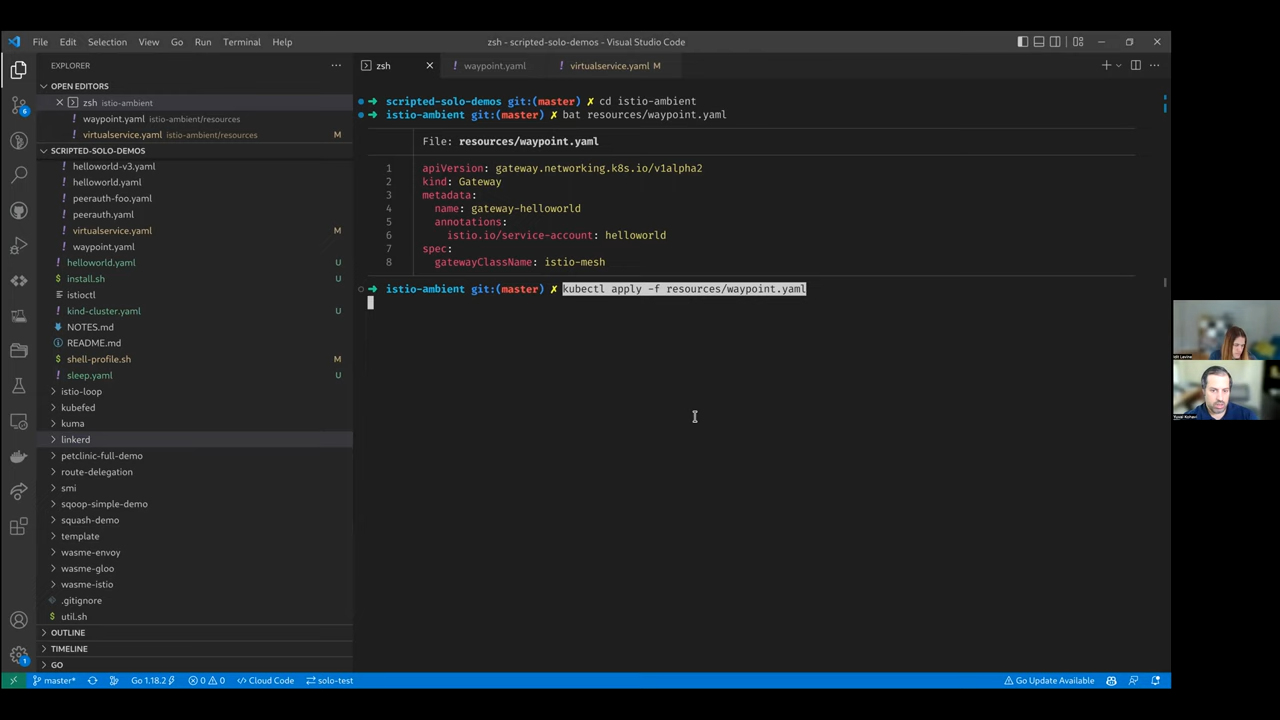 File Edit Selection View Go Run Terminal Help
zsh - scripted-solo-demos - Visual Studio Code
EXPLORER
OPEN EDITORS
zsh istio-ambient
waypoint.yaml istio-ambient/resources
virtualservice.yaml istio-ambient/resources M
SCRIPTED-SOLO-DEMOS
helloworld-v3.yaml
helloworld.yaml
peerauth-foo.yaml
peerauth.yaml
virtualservice.yaml M
waypoint.yaml
helloworld.yaml U
install.sh U
istioctl
kind-cluster.yaml U
NOTES.md
README.md
shell-profile.sh M
sleep.yaml U
istio-loop
kubefed
kuma
linkerd
petclinic-full-demo
route-delegation
smi
sqoop-simple-demo
squash-demo
template
wasme-envoy
wasme-gloo
wasme-istio
.gitignore
util.sh
OUTLINE
TIMELINE
GO
6
1
zsh
waypoint.yaml
virtualservice.yaml M
scripted-solo-demos git:(master) ✗ cd istio-ambient
istio-ambient git:(master) ✗ bat resources/waypoint.yaml
File: resources/waypoint.yaml
1 apiVersion: gateway.networking.k8s.io/v1alpha2
2 kind: Gateway
3 metadata:
4 name: gateway-helloworld
5 annotations:
6 istio.io/service-account: helloworld
7 spec:
8 gatewayClassName: istio-mesh
istio-ambient git:(master) ✗ kubectl apply -f resources/waypoint.yaml
Levine
Yuval
master* Go 1.18.2 0 0 Cloud Code solo-test
Go Update Available